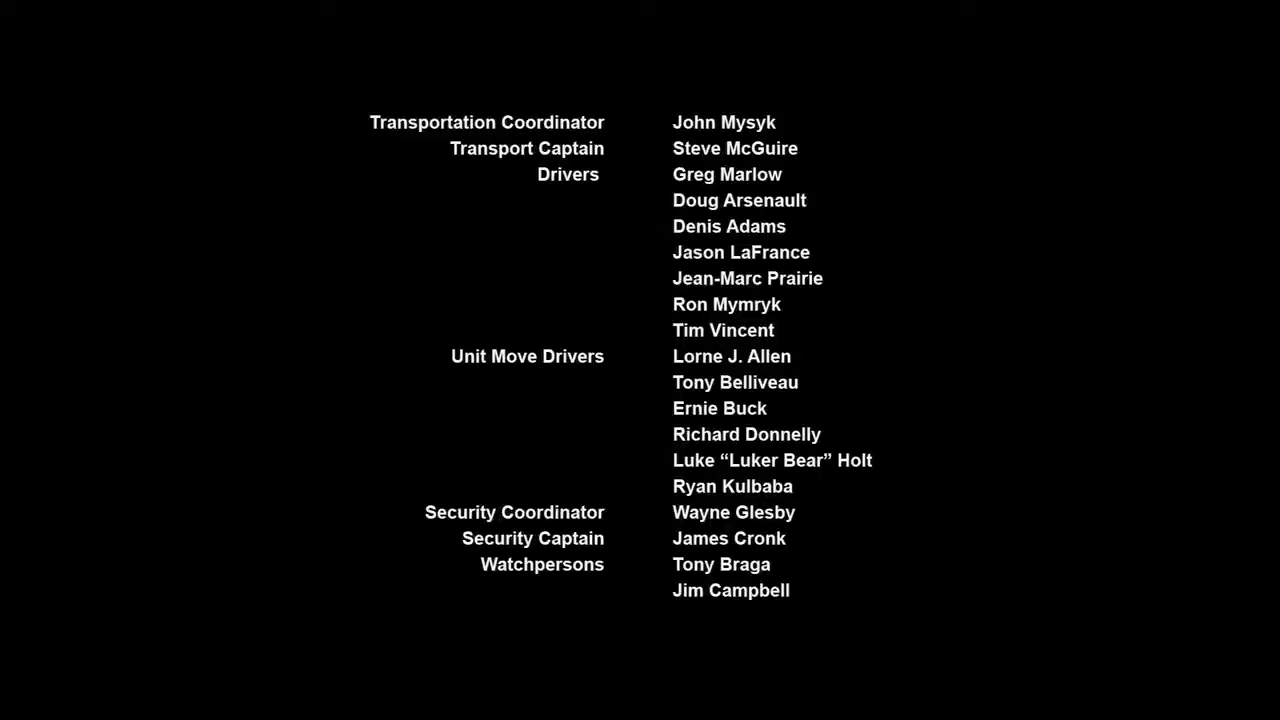 Transportation Coordinator John Mysyk
Transport Captain Steve McGuire
Drivers Greg Marlow
Doug Arsenault
Denis Adams
Jason LaFrance
Jean-Marc Prairie
Ron Mymryk
Tim Vincent
Unit Move Drivers Lorne J. Allen
Tony Belliveau
Ernie Buck
Richard Donnelly
Luke “Luker Bear” Holt
Ryan Kulbaba
Security Coordinator Wayne Glesby
Security Captain James Cronk
Watchpersons Tony Braga
Jim Campbell